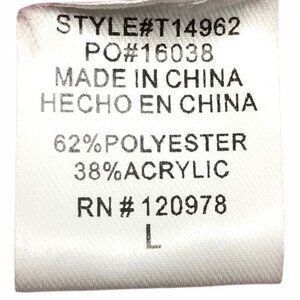 STYLE#T14962
PO#16038
MADE IN CHINA
HECHO EN CHINA
62%POLYESTER
38%ACRYLIC
RN # 120978
L